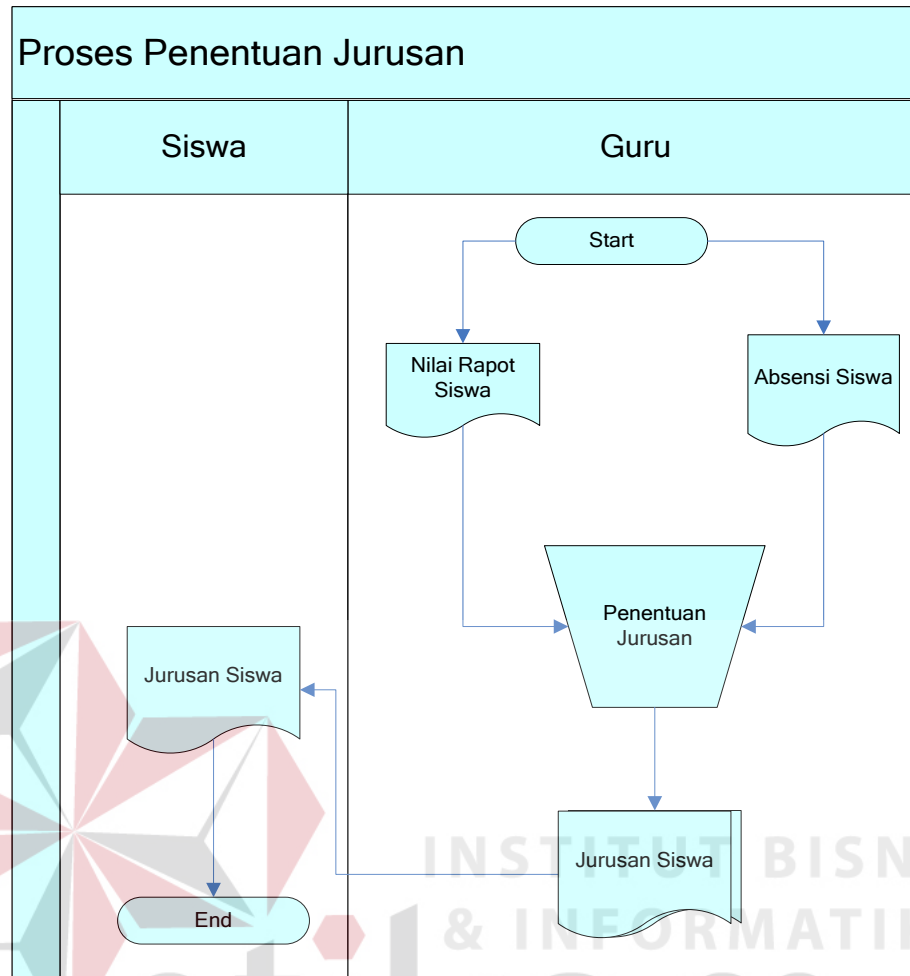 Proses Penentuan Jurusan
Siswa
Guru
Start
Nilai Rapot
Siswa
Absensi Siswa
Penentuan
Jurusan
Jurusan Siswa
Jurusan Siswa
End
INSTITUT BISN
& INFORMATI